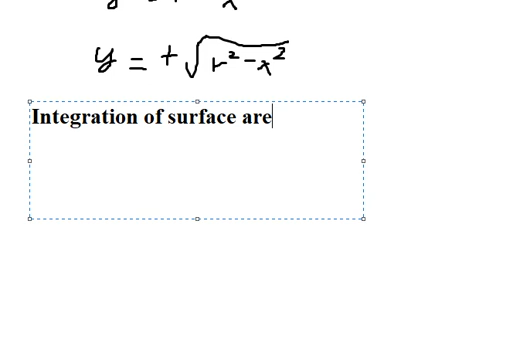 y = +√(r²-x²)
Integration of surface are